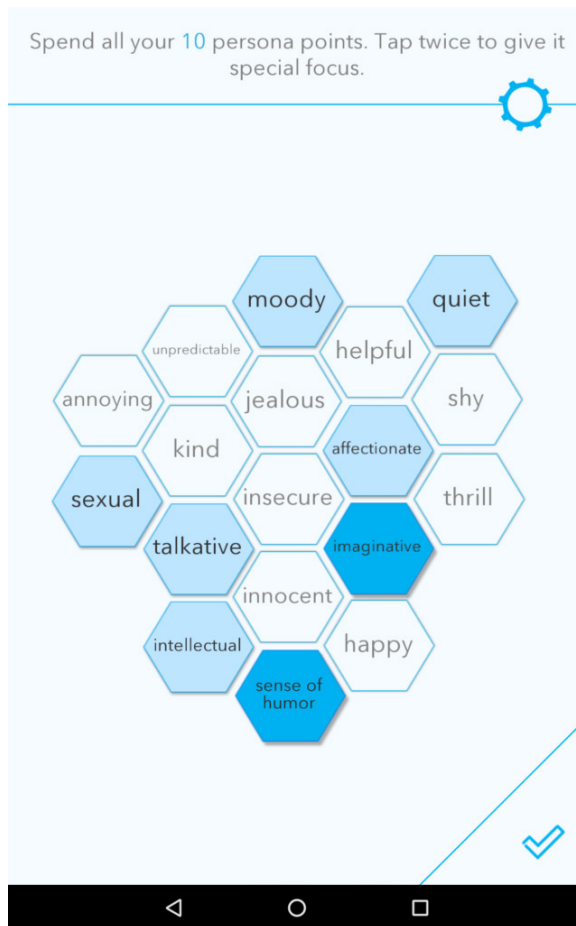 Spend all your 10 persona points. Tap twice to give it
special focus.
moody
quiet
unpredictable
helpful
annoying
jealous
shy
kind
affectionate
sexual
insecure
thrill
talkative
imaginative
innocent
intellectual
happy
sense of
humor